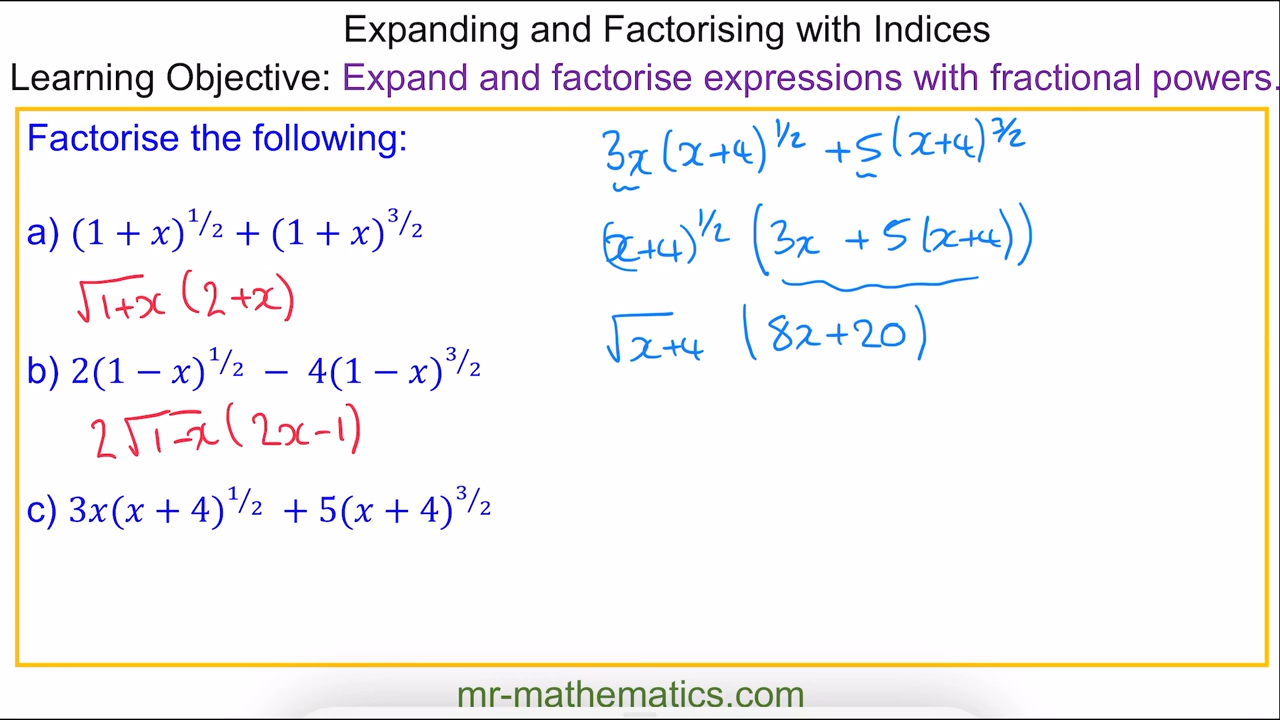 Expanding and Factorising with Indices
Learning Objective: Expand and factorise expressions with fractional powers.
Factorise the following:
a) (1 + x)^1/2 + (1 + x)^3/2
√1+x (2+x)
b) 2(1 − x)^1/2 − 4(1 − x)^3/2
2√1−x (2x−1)
c) 3x(x + 4)^1/2 + 5(x + 4)^3/2
3x(x+4)^1/2 + 5(x+4)^3/2
(x+4)^1/2 (3x + 5(x+4))
√x+4 (8x+20)
mr-mathematics.com